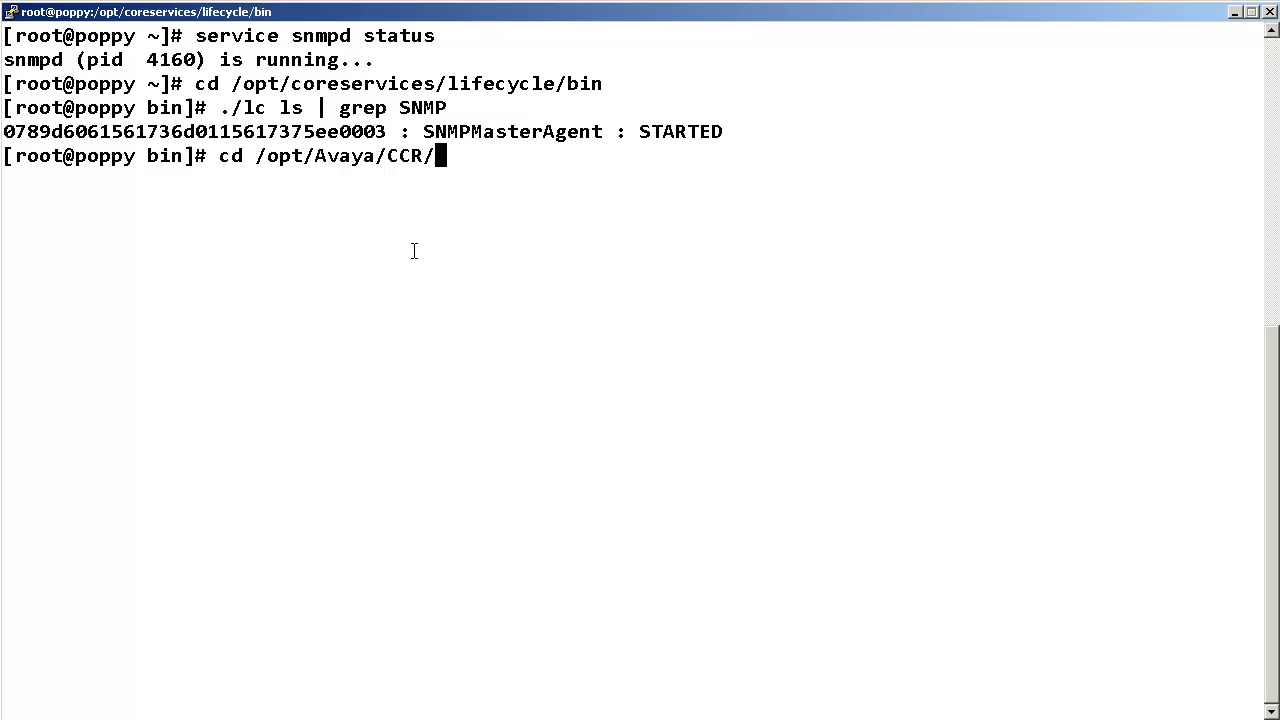 root@poppy:/opt/coreservices/lifecycle/bin
[root@poppy ~]# service snmpd status
snmpd (pid  4160) is running...
[root@poppy ~]# cd /opt/coreservices/lifecycle/bin
[root@poppy bin]# ./lc ls | grep SNMP
0789d6061561736d0115617375ee0003 : SNMPMasterAgent : STARTED
[root@poppy bin]# cd /opt/Avaya/CCR/